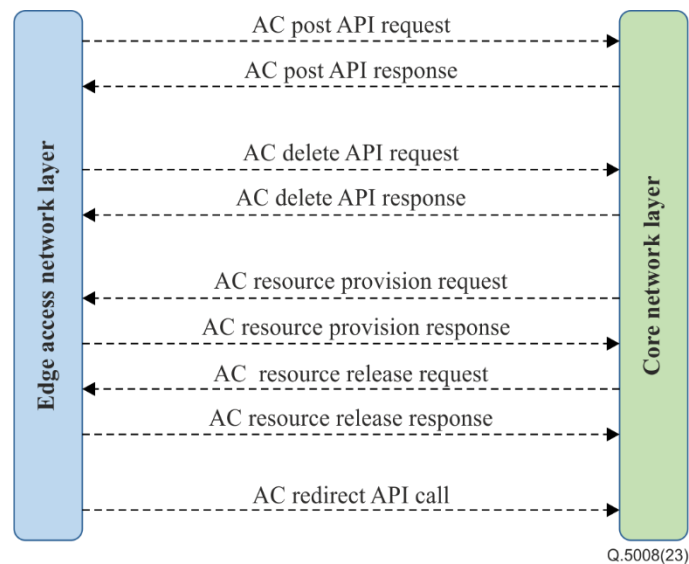 AC post API request
AC post API response
AC delete API request
AC delete API response
AC resource provision request
AC resource provision response
AC resource release request
AC resource release response
AC redirect API call
Edge access network layer
Core network layer
Q.5008(23)